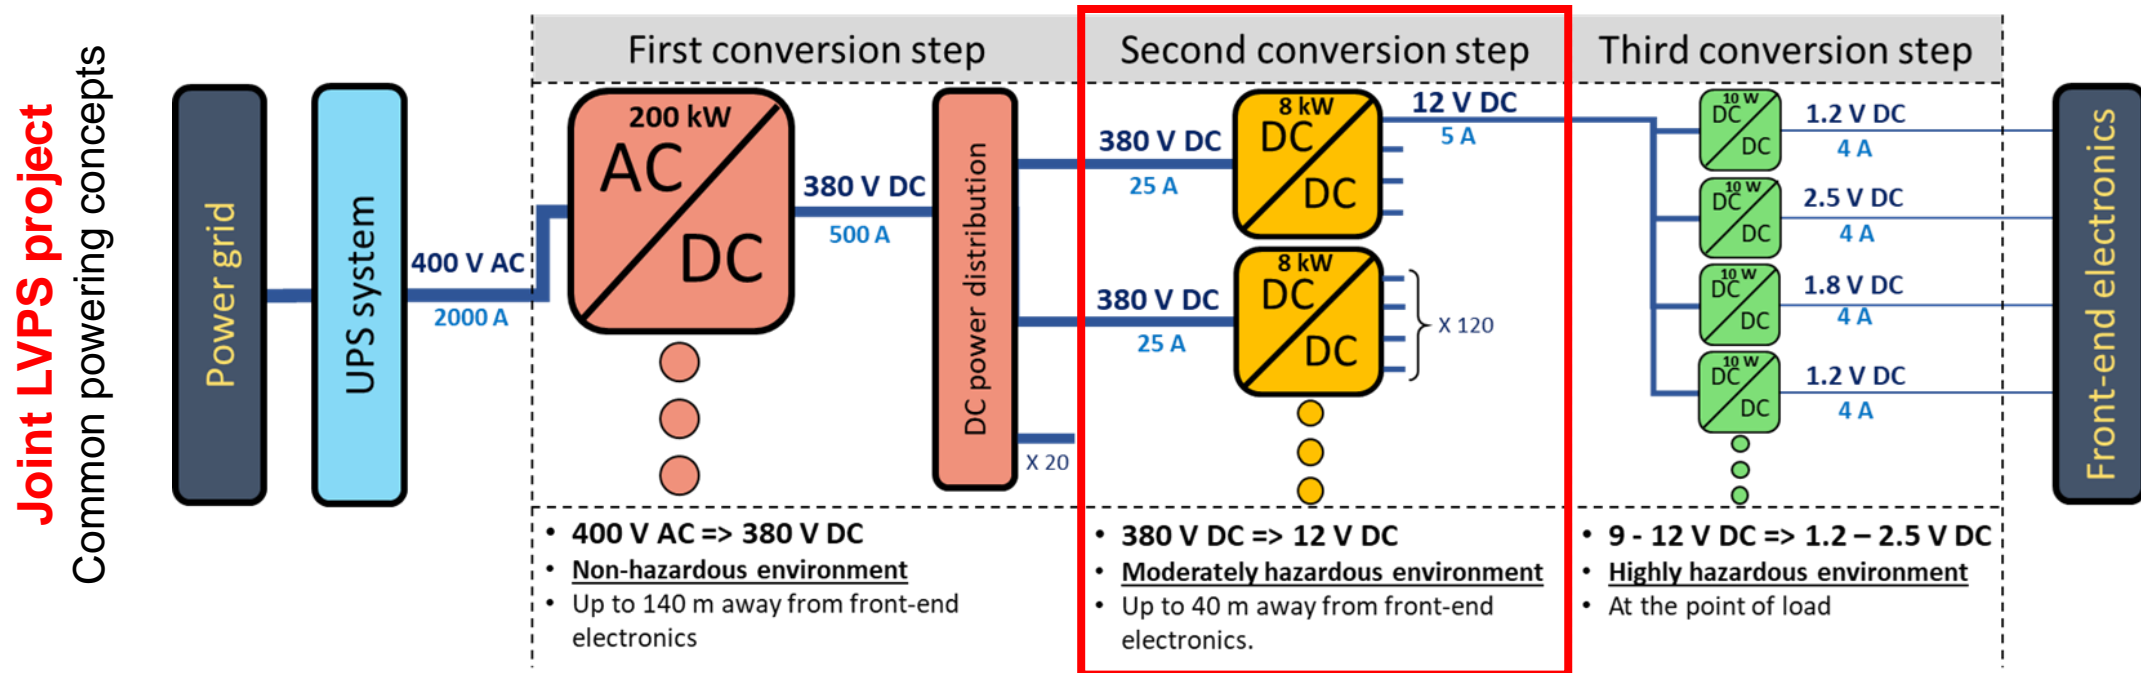 Joint LVPS project
Common powering concepts
Power grid
UPS system
400 V AC
2000 A
First conversion step
200 kW
AC
DC
380 V DC
500 A
DC power distribution
X 20
• 400 V AC => 380 V DC
• Non-hazardous environment
• Up to 140 m away from front-end
electronics
Second conversion step
380 V DC
25 A
8 kW
DC
DC
12 V DC
5 A
380 V DC
25 A
8 kW
DC
DC
X 120
• 380 V DC => 12 V DC
• Moderately hazardous environment
• Up to 40 m away from front-end
electronics.
Third conversion step
10 W
DC
DC
1.2 V DC
4 A
10 W
DC
DC
2.5 V DC
4 A
10 W
DC
DC
1.8 V DC
4 A
10 W
DC
DC
1.2 V DC
4 A
• 9 - 12 V DC => 1.2 – 2.5 V DC
• Highly hazardous environment
• At the point of load
Front-end electronics